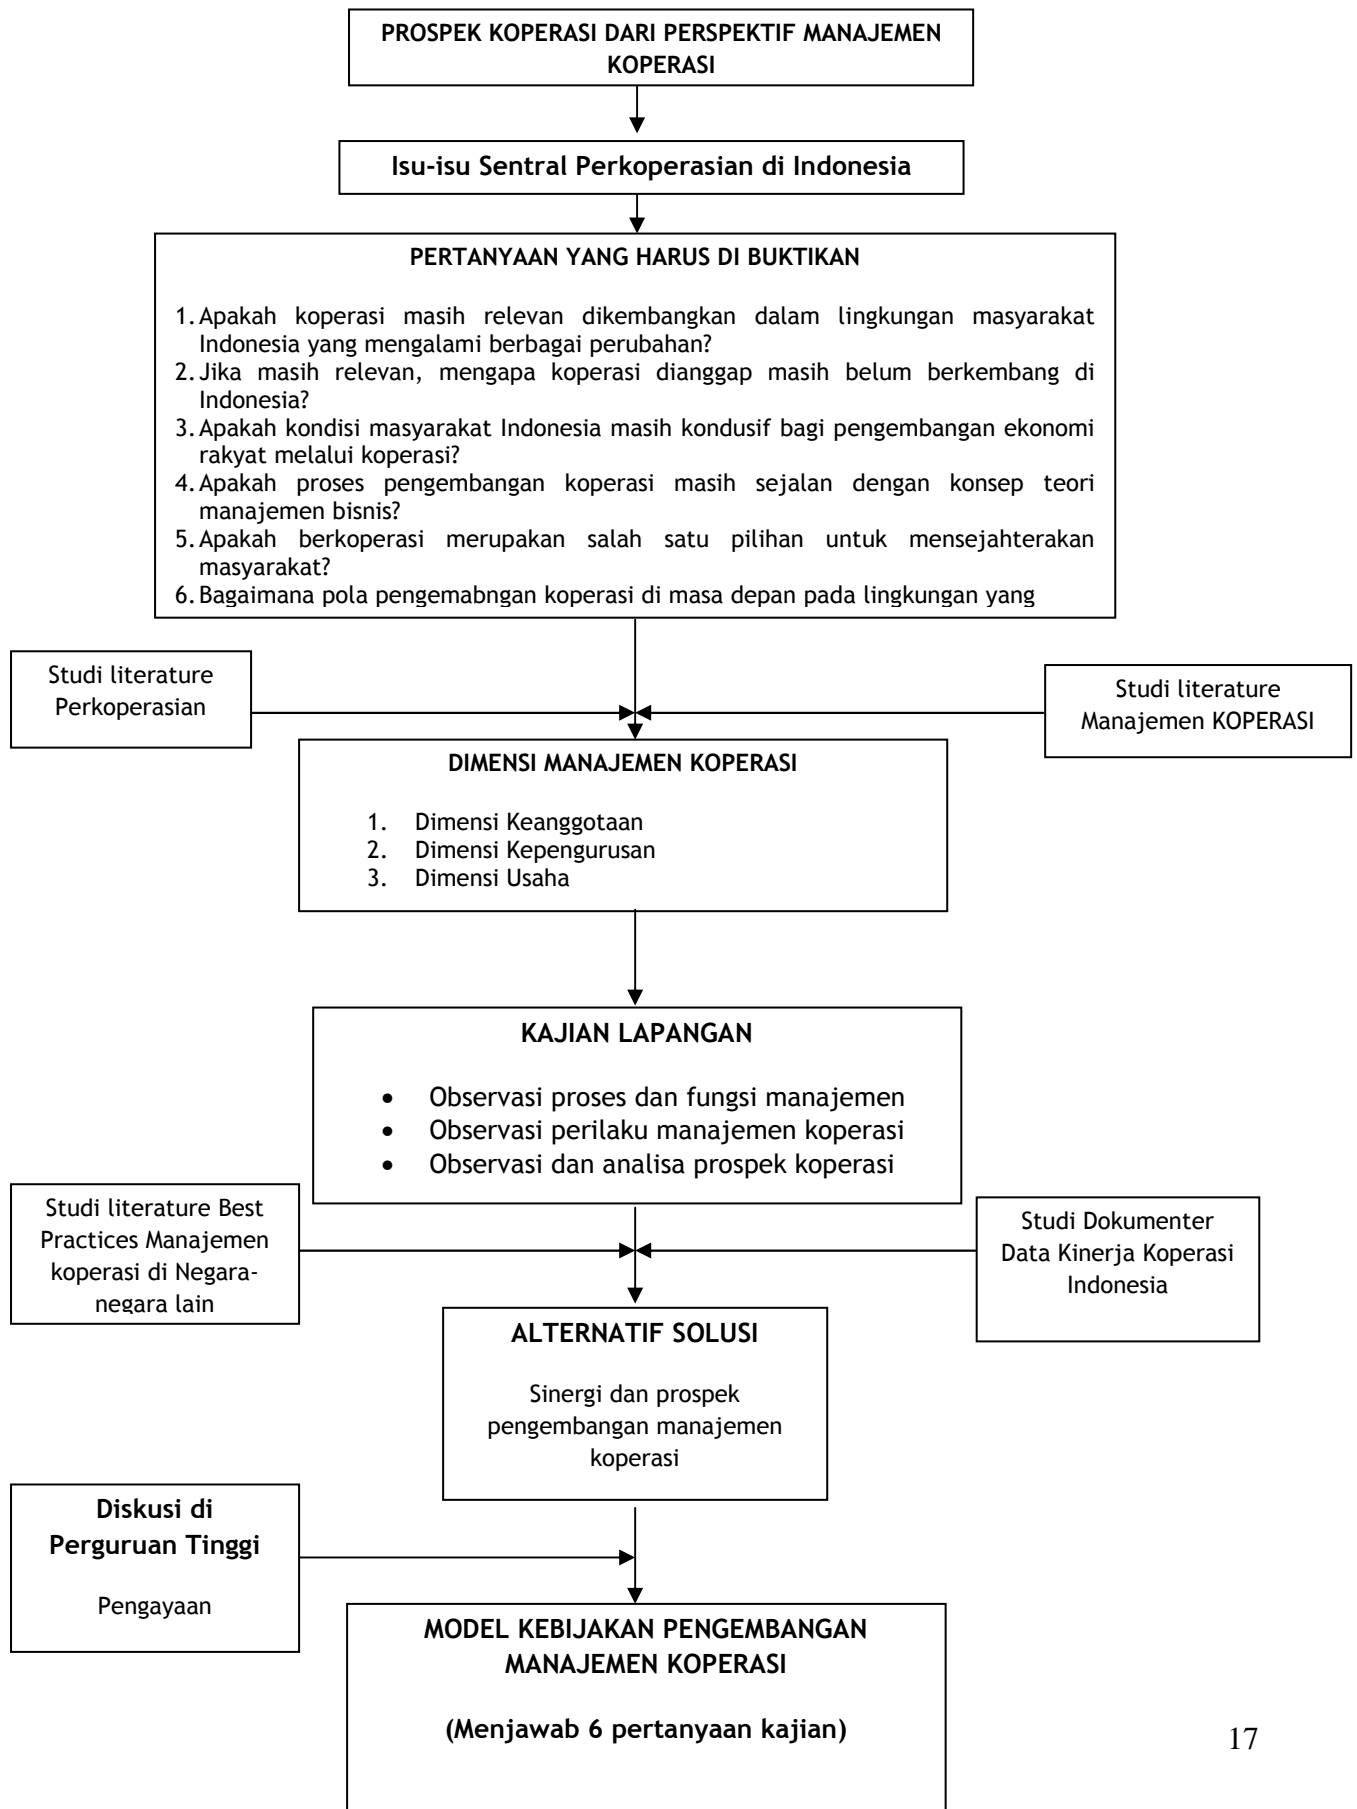 PROSPEK KOPERASI DARI PERSPEKTIF MANAJEMEN
KOPERASI
Isu-isu Sentral Perkoperasian di Indonesia
PERTANYAAN YANG HARUS DI BUKTIKAN
1. Apakah koperasi masih relevan dikembangkan dalam lingkungan masyarakat
Indonesia yang mengalami berbagai perubahan?
2. Jika masih relevan, mengapa koperasi dianggap masih belum berkembang di
Indonesia?
3. Apakah kondisi masyarakat Indonesia masih kondusif bagi pengembangan ekonomi
rakyat melalui koperasi?
4. Apakah proses pengembangan koperasi masih sejalan dengan konsep teori
manajemen bisnis?
5. Apakah berkoperasi merupakan salah satu pilihan untuk mensejahterakan
masyarakat?
6. Bagaimana pola pengemabngan koperasi di masa depan pada lingkungan yang
Studi literature
Perkoperasian
Studi literature
Manajemen KOPERASI
DIMENSI MANAJEMEN KOPERASI
1. Dimensi Keanggotaan
2. Dimensi Kepengurusan
3. Dimensi Usaha
KAJIAN LAPANGAN
• Observasi proses dan fungsi manajemen
• Observasi perilaku manajemen koperasi
• Observasi dan analisa prospek koperasi
Studi literature Best
Practices Manajemen
koperasi di Negara-
negara lain
Studi Dokumenter
Data Kinerja Koperasi
Indonesia
ALTERNATIF SOLUSI
Sinergi dan prospek
pengembangan manajemen
koperasi
Diskusi di
Perguruan Tinggi
Pengayaan
MODEL KEBIJAKAN PENGEMBANGAN
MANAJEMEN KOPERASI
(Menjawab 6 pertanyaan kajian)
17